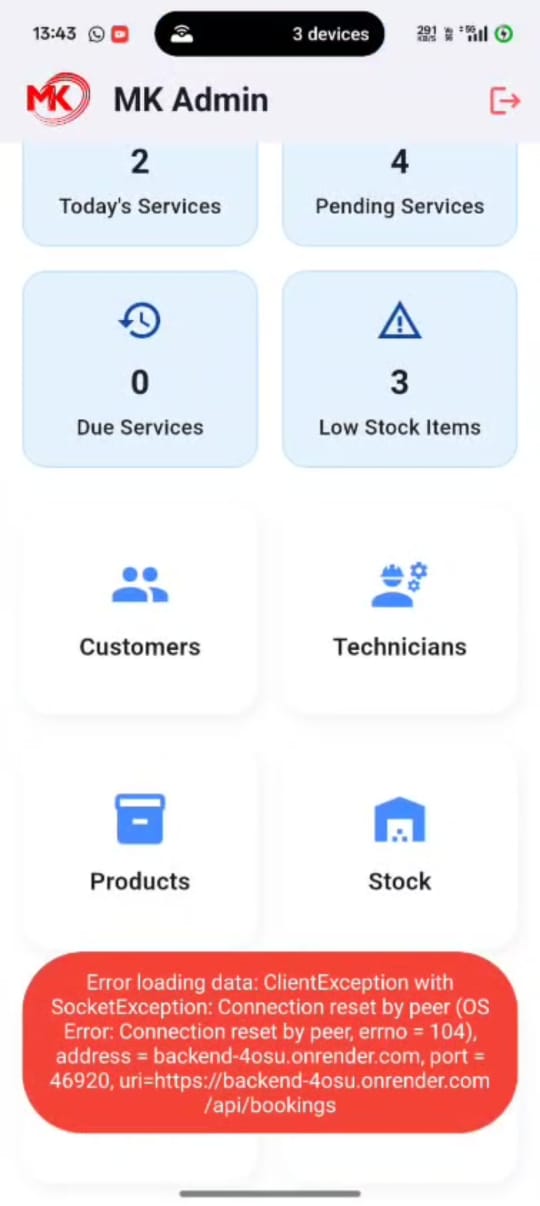 13:43
3 devices
291
KB/S
5G
MK
MK Admin
2
Today's Services
4
Pending Services
0
Due Services
3
Low Stock Items
Customers
Technicians
Products
Stock
Error loading data: ClientException with
SocketException: Connection reset by peer (OS
Error: Connection reset by peer, errno = 104),
address = backend-4osu.onrender.com, port =
46920, uri=https://backend-4osu.onrender.com
/api/bookings